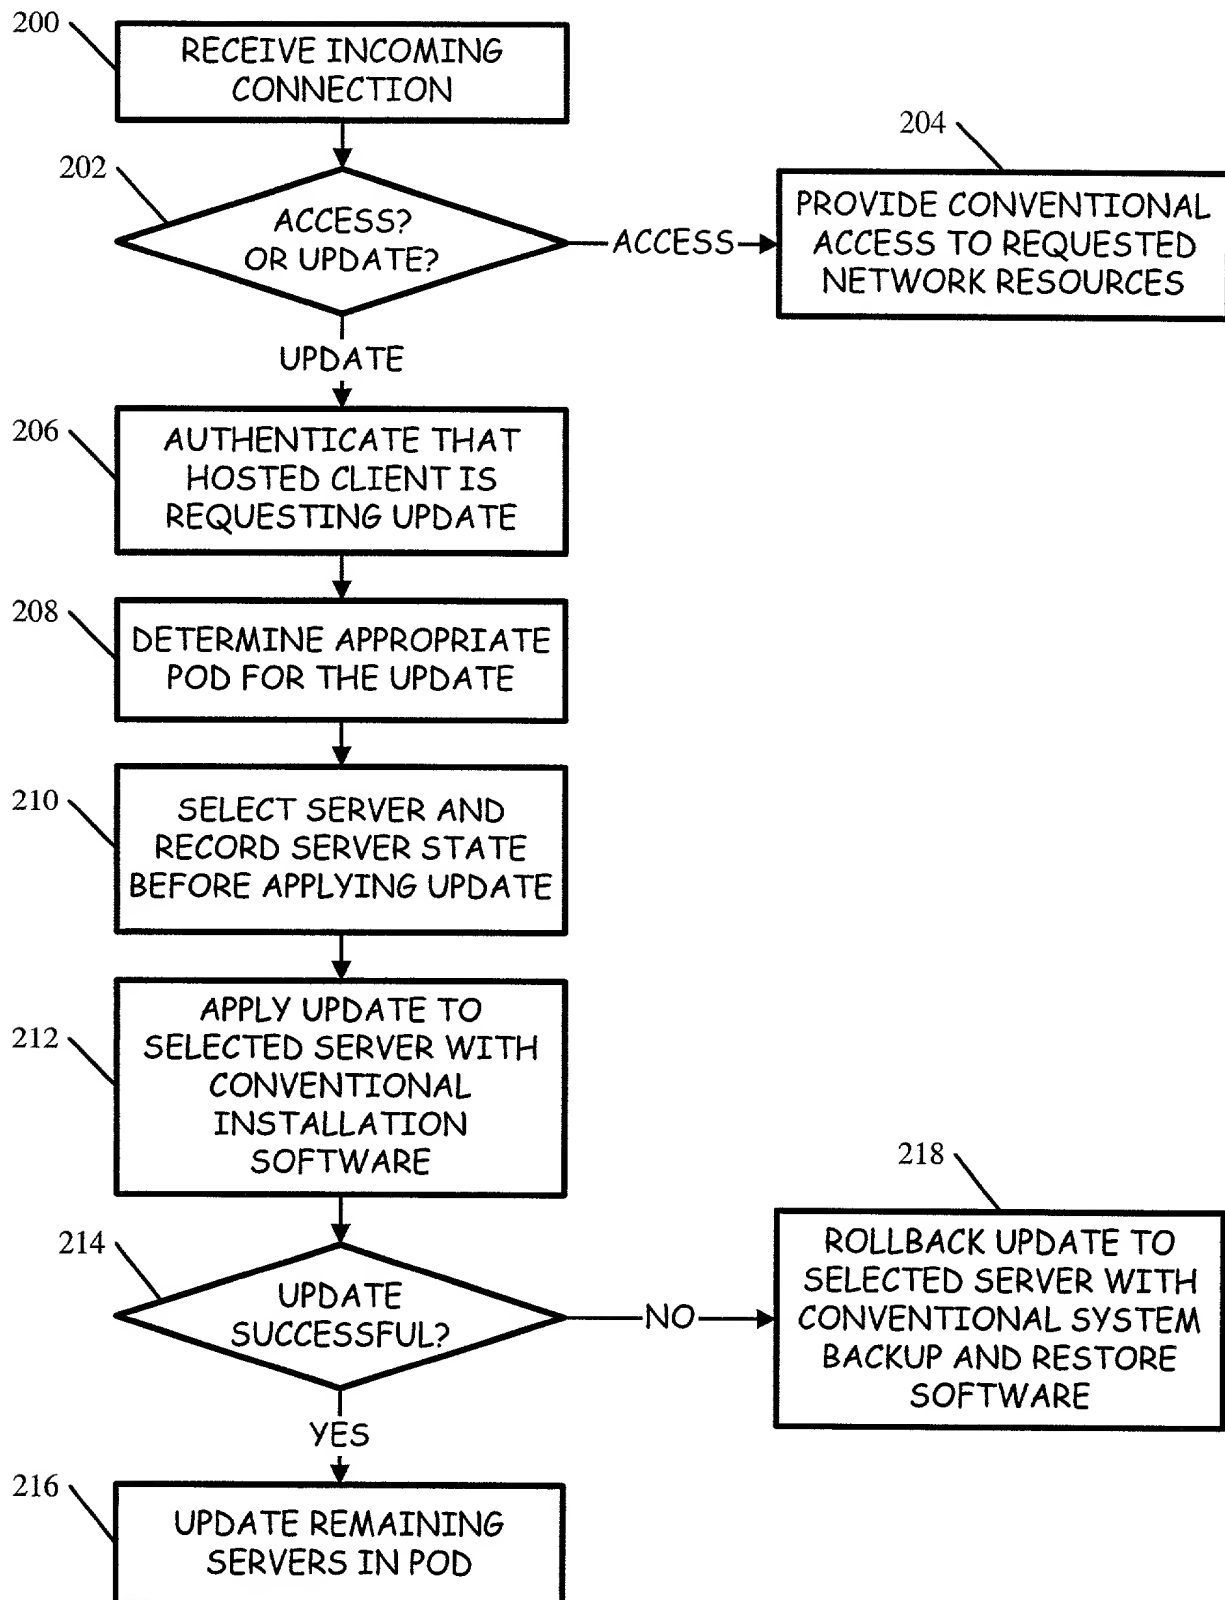 200
RECEIVE INCOMING
CONNECTION
202
ACCESS?
OR UPDATE?
ACCESS
204
PROVIDE CONVENTIONAL
ACCESS TO REQUESTED
NETWORK RESOURCES
UPDATE
206
AUTHENTICATE THAT
HOSTED CLIENT IS
REQUESTING UPDATE
208
DETERMINE APPROPRIATE
POD FOR THE UPDATE
210
SELECT SERVER AND
RECORD SERVER STATE
BEFORE APPLYING UPDATE
212
APPLY UPDATE TO
SELECTED SERVER WITH
CONVENTIONAL
INSTALLATION
SOFTWARE
214
UPDATE
SUCCESSFUL?
NO
218
ROLLBACK UPDATE TO
SELECTED SERVER WITH
CONVENTIONAL SYSTEM
BACKUP AND RESTORE
SOFTWARE
YES
216
UPDATE REMAINING
SERVERS IN POD